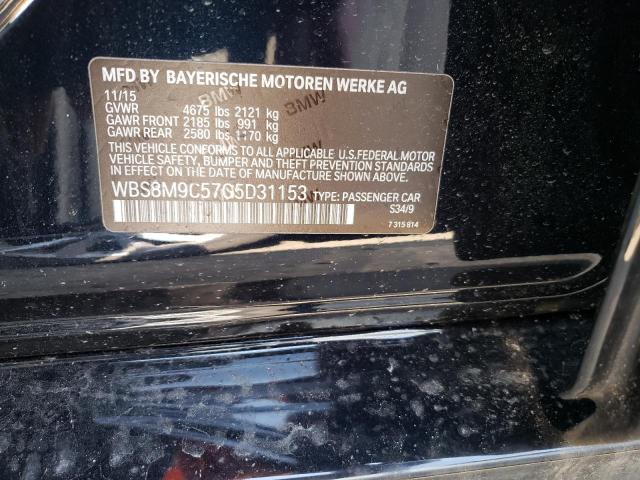 MFD BY BAYERISCHE MOTOREN WERKE AG
11/15
GVWR 4675 lbs 2121 kg
GAWR FRONT 2185 lbs 991 kg
GAWR REAR 2580 lbs 1170 kg
THIS VEHICLE CONFORMS TO ALL APPLICABLE U.S.FEDERAL MOTOR
VEHICLE SAFETY, BUMPER AND THEFT PREVENTION STANDARDS
IN EFFECT ON THE DATE OF MANUFACTURE SHOWN ABOVE.
WBS8M9C57G5D31153 TYPE: PASSENGER CAR
S34/9
7 315 814
BMW
BMW